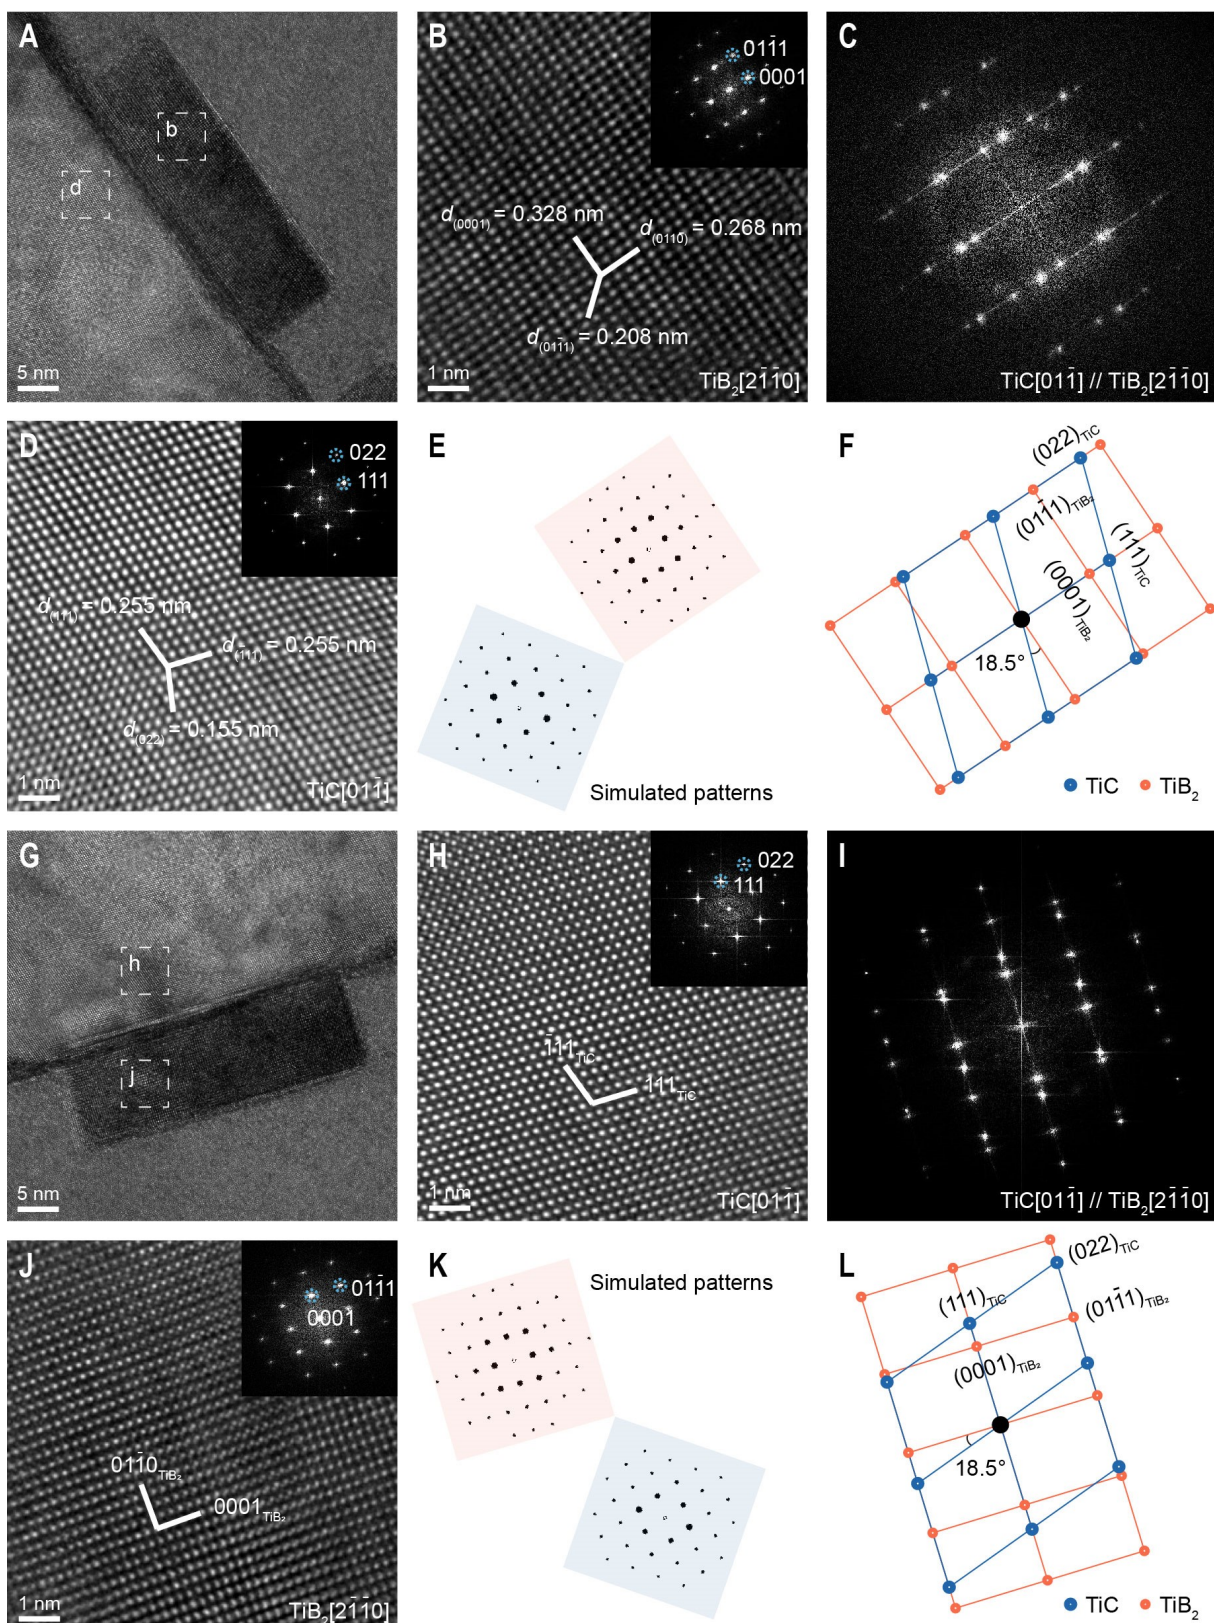 A
b
d
5 nm
B
011̄1
0001
d(0001) = 0.328 nm
d(0110) = 0.268 nm
d(011̄1) = 0.208 nm
1 nm
TiB₂[21̄1̄0]
C
TiC[011̄] // TiB₂[21̄1̄0]
D
022
111
d(111) = 0.255 nm
d(1̄11) = 0.255 nm
d(022) = 0.155 nm
1 nm
TiC[011̄]
E
Simulated patterns
F
(022)TiC
(011̄1)TiB₂
(111)TiC
(0001)TiB₂
18.5°
TiC TiB₂
G
h
j
5 nm
H
022
111
1̄11TiC
111TiC
1 nm
TiC[011̄]
I
TiC[011̄] // TiB₂[21̄1̄0]
J
011̄1
0001
011̄0TiB₂
0001TiB₂
1 nm
TiB₂[21̄1̄0]
K
Simulated patterns
L
(022)TiC
(111)TiC
(011̄1)TiB₂
(0001)TiB₂
18.5°
TiC TiB₂